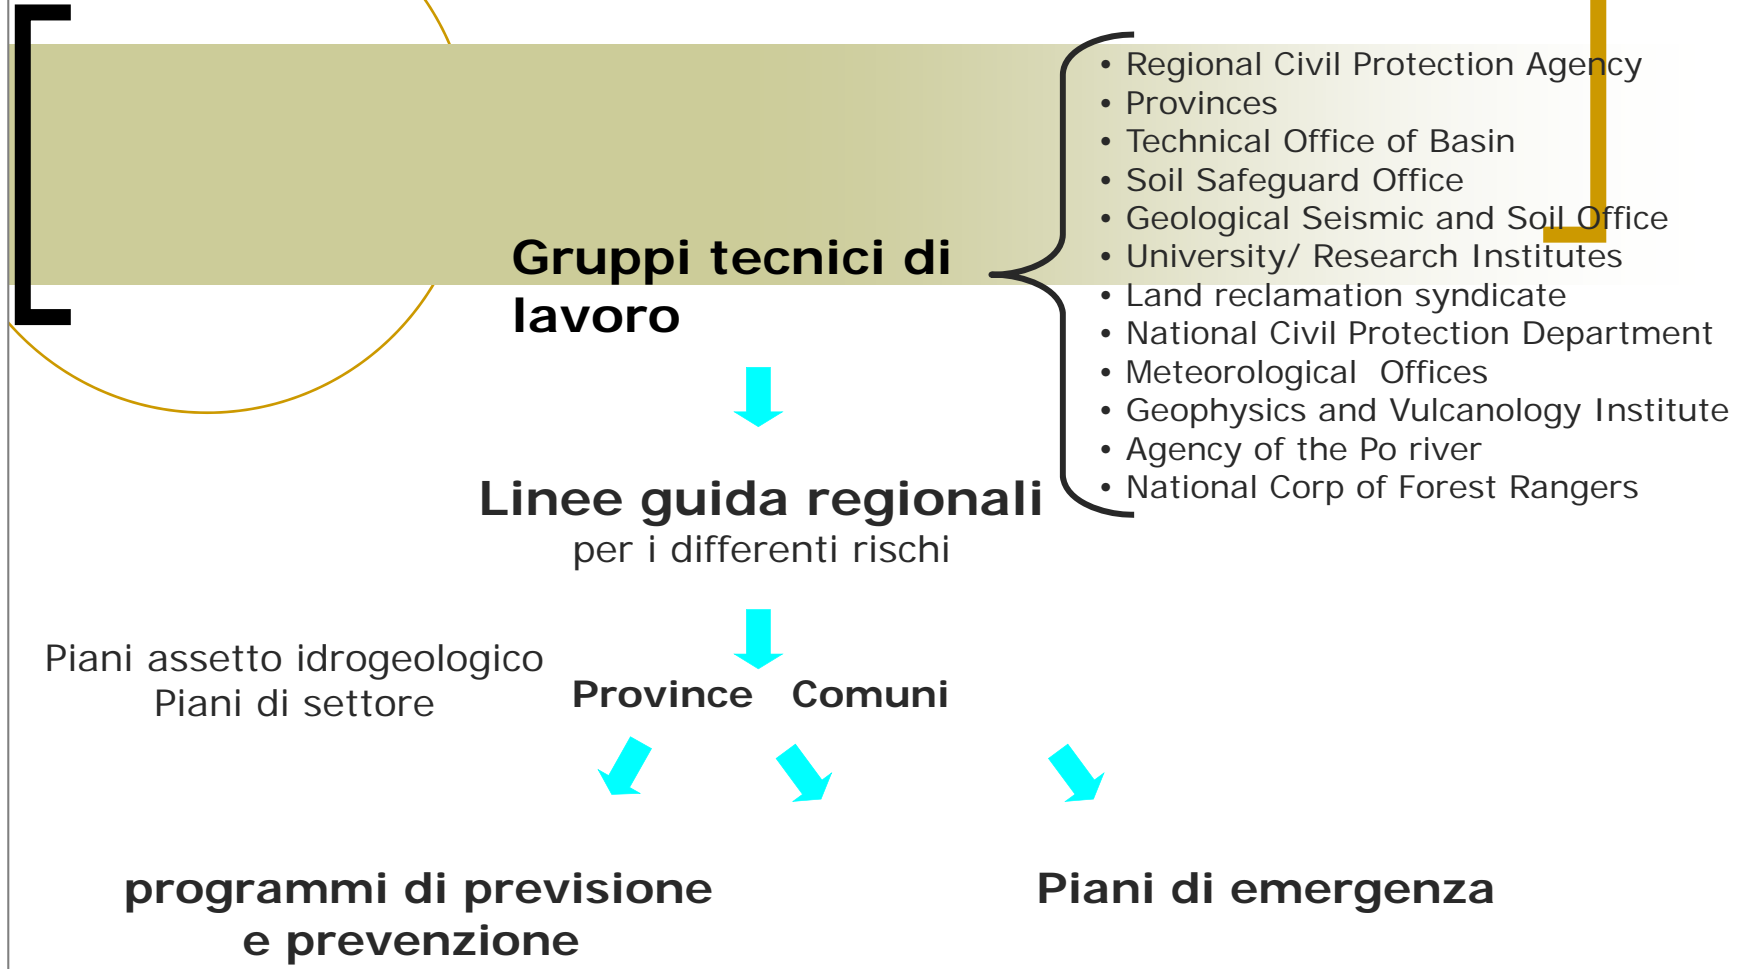 Gruppi tecnici di
lavoro
• Regional Civil Protection Agency
• Provinces
• Technical Office of Basin
• Soil Safeguard Office
• Geological Seismic and Soil Office
• University/ Research Institutes
• Land reclamation syndicate
• National Civil Protection Department
• Meteorological  Offices
• Geophysics and Vulcanology Institute
• Agency of the Po river
• National Corp of Forest Rangers
Linee guida regionali
per i differenti rischi
Piani assetto idrogeologico
Piani di settore
Province   Comuni
programmi di previsione
e prevenzione
Piani di emergenza